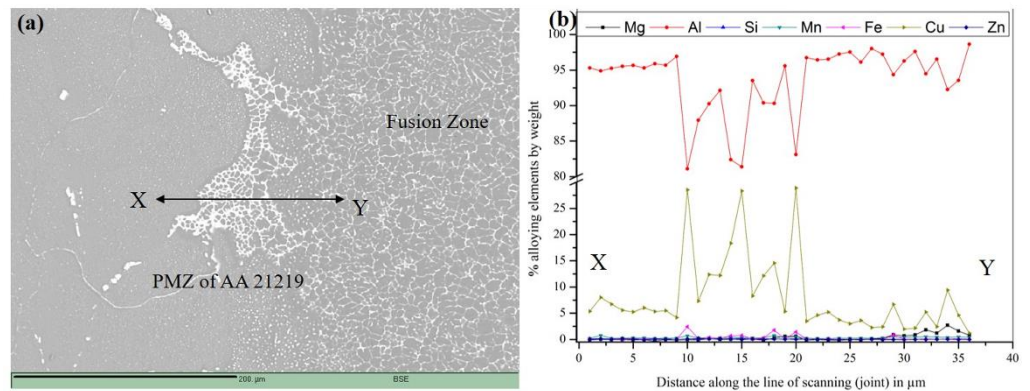 (a)
Fusion Zone
X
Y
PMZ of AA 21219
200. µm
BSE
(b)
Mg Al Si Mn Fe Cu Zn
% alloying elements by weight
100
95
90
85
80
25
20
15
10
5
0
X
Y
0 5 10 15 20 25 30 35 40
Distance along the line of scanning (joint) in µm